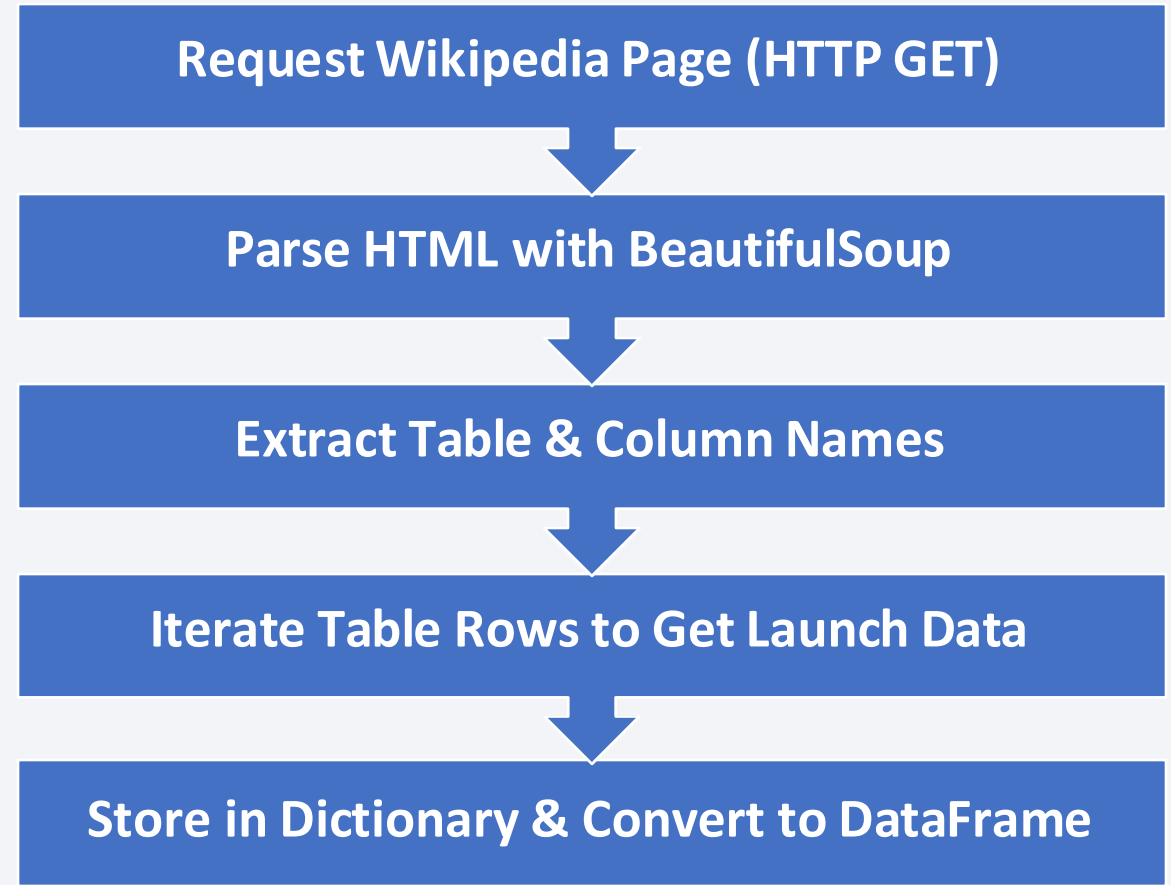 Request Wikipedia Page (HTTP GET)
Parse HTML with BeautifulSoup
Extract Table & Column Names
Iterate Table Rows to Get Launch Data
Store in Dictionary & Convert to DataFrame